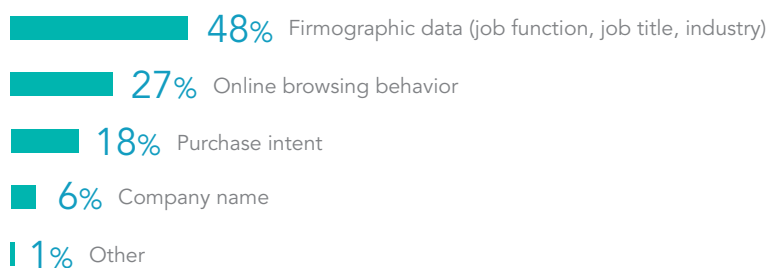 48% Firmographic data (job function, job title, industry)
27% Online browsing behavior
18% Purchase intent
6% Company name
1% Other